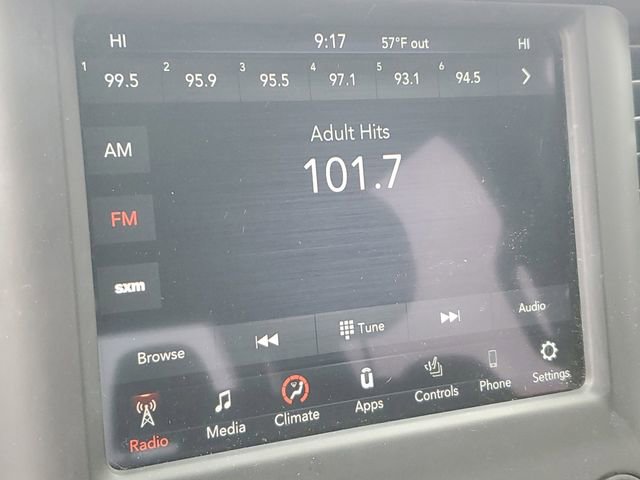 HI 9:17 57°F out HI
1 99.5 2 95.9 3 95.5 4 97.1 5 93.1 6 94.5
AM
Adult Hits
101.7
FM
sxm
Browse Tune Audio
Radio Media Climate Apps Controls Phone Settings